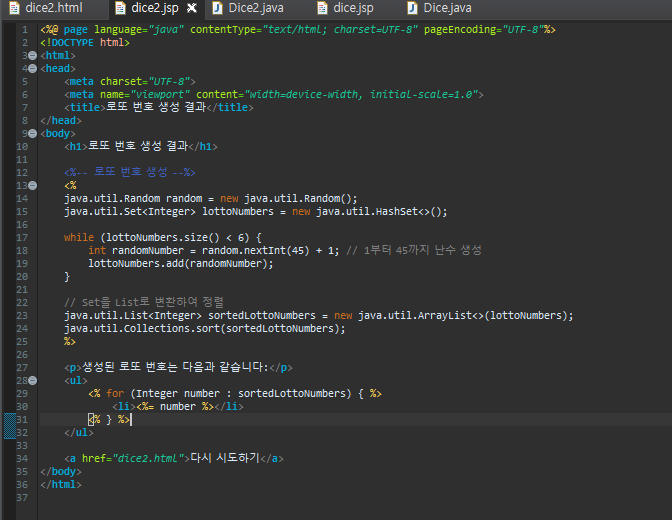 dice2.html dice2.jsp Dice2.java dice.jsp Dice.java
1 <%@ page language="java" contentType="text/html; charset=UTF-8" pageEncoding="UTF-8"%>
2 <!DOCTYPE html>
3 <html>
4 <head>
5     <meta charset="UTF-8">
6     <meta name="viewport" content="width=device-width, initial-scale=1.0">
7     <title>로또 번호 생성 결과</title>
8 </head>
9 <body>
10     <h1>로또 번호 생성 결과</h1>
11
12     <%-- 로또 번호 생성 --%>
13     <%
14     java.util.Random random = new java.util.Random();
15     java.util.Set<Integer> lottoNumbers = new java.util.HashSet<>();
16
17     while (lottoNumbers.size() < 6) {
18         int randomNumber = random.nextInt(45) + 1; // 1부터 45까지 난수 생성
19         lottoNumbers.add(randomNumber);
20     }
21
22     // Set을 List로 변환하여 정렬
23     java.util.List<Integer> sortedLottoNumbers = new java.util.ArrayList<>(lottoNumbers);
24     java.util.Collections.sort(sortedLottoNumbers);
25     %>
26
27     <p>생성된 로또 번호는 다음과 같습니다:</p>
28     <ul>
29         <% for (Integer number : sortedLottoNumbers) { %>
30             <li><%= number %></li>
31         <% } %>
32     </ul>
33
34     <a href="dice2.html">다시 시도하기</a>
35 </body>
36 </html>
37